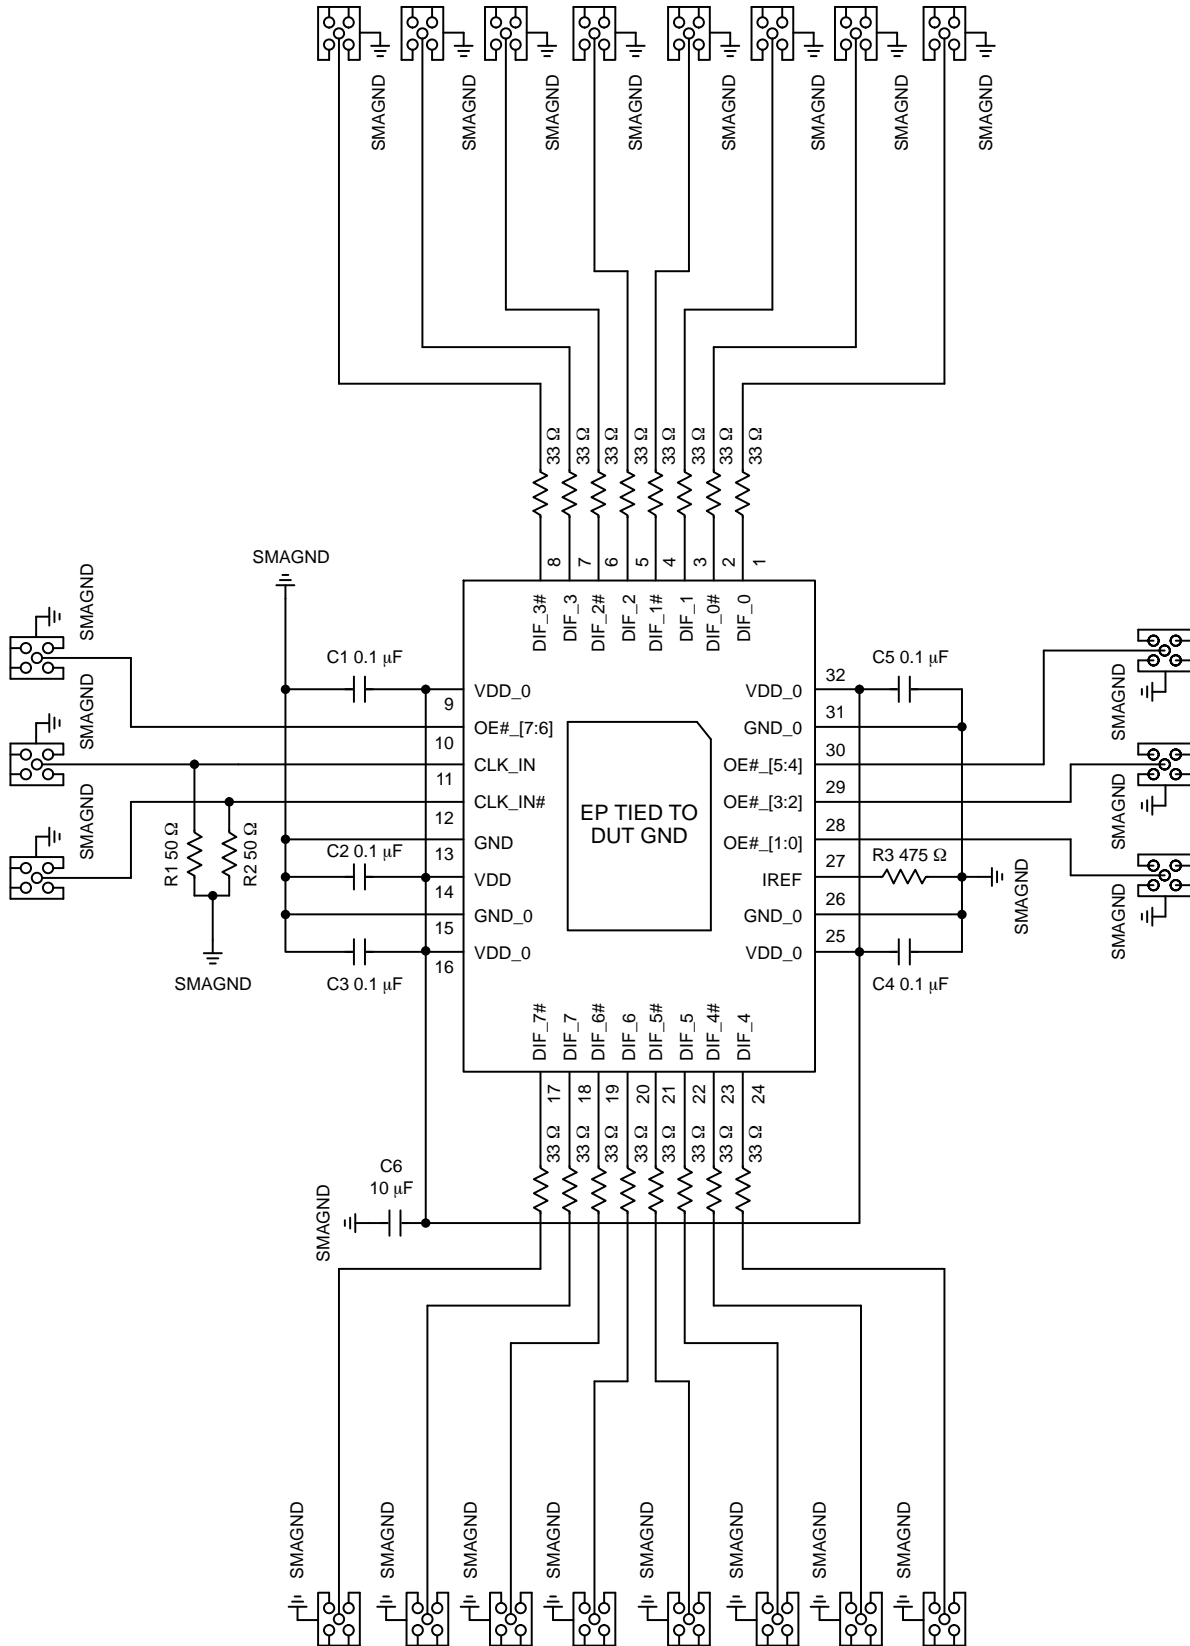 SMAGND
SMAGND
SMAGND
SMAGND
SMAGND
SMAGND
SMAGND
SMAGND
33 Ω
33 Ω
33 Ω
33 Ω
33 Ω
33 Ω
33 Ω
33 Ω
8
7
6
5
4
3
2
1
DIF_3#
DIF_3
DIF_2#
DIF_2
DIF_1#
DIF_1
DIF_0#
DIF_0
SMAGND
SMAGND
SMAGND
SMAGND
C1 0.1 μF
9
VDD_0
10
OE#_[7:6]
11
CLK_IN
12
CLK_IN#
R1 50 Ω
R2 50 Ω
SMAGND
13
GND
C2 0.1 μF
14
VDD
15
GND_0
16
VDD_0
C3 0.1 μF
EP TIED TO
DUT GND
C5 0.1 μF
32
VDD_0
31
GND_0
30
OE#_[5:4]
29
OE#_[3:2]
28
OE#_[1:0]
27
R3 475 Ω
IREF
26
GND_0
25
VDD_0
C4 0.1 μF
SMAGND
SMAGND
SMAGND
SMAGND
DIF_7#
DIF_7
DIF_6#
DIF_6
DIF_5#
DIF_5
DIF_4#
DIF_4
17
18
19
20
21
22
23
24
33 Ω
33 Ω
33 Ω
33 Ω
33 Ω
33 Ω
33 Ω
33 Ω
C6
10 μF
SMAGND
SMAGND
SMAGND
SMAGND
SMAGND
SMAGND
SMAGND
SMAGND
SMAGND